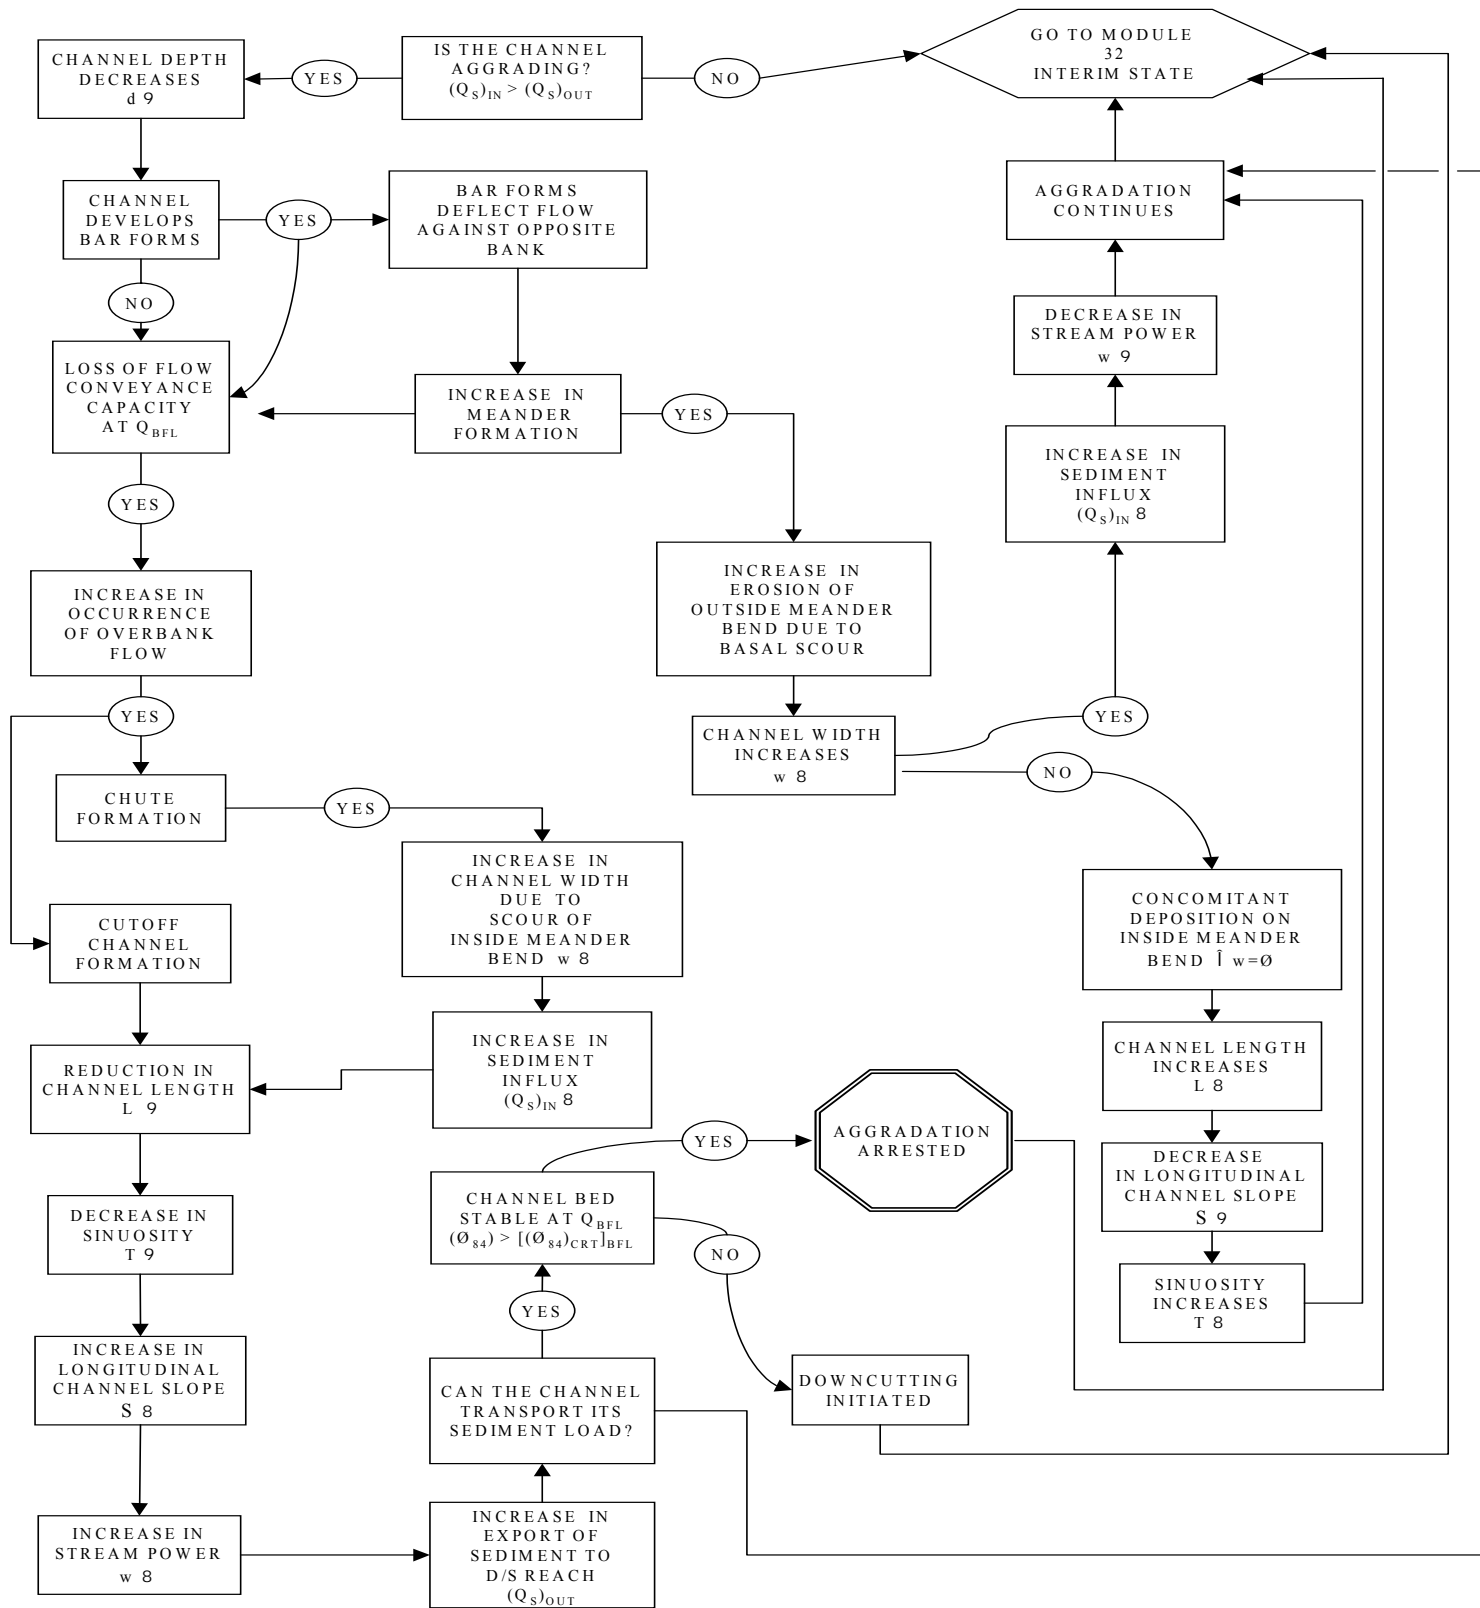 IS THE CHANNEL
AGGRADING?
(QS)IN > (QS)OUT
YES
NO
CHANNEL DEPTH
DECREASES
d 9
GO TO MODULE
32
INTERIM STATE
CHANNEL
DEVELOPS
BAR FORMS
YES
NO
BAR FORMS
DEFLECT FLOW
AGAINST OPPOSITE
BANK
AGGRADATION
CONTINUES
DECREASE IN
STREAM POWER
w 9
LOSS OF FLOW
CONVEYANCE
CAPACITY
AT QBFL
INCREASE IN
MEANDER
FORMATION
YES
INCREASE IN
SEDIMENT
INFLUX
(QS)IN 8
YES
INCREASE IN
OCCURRENCE
OF OVERBANK
FLOW
INCREASE IN
EROSION OF
OUTSIDE MEANDER
BEND DUE TO
BASAL SCOUR
YES
CHANNEL WIDTH
INCREASES
w 8
YES
NO
CHUTE
FORMATION
YES
INCREASE IN
CHANNEL WIDTH
DUE TO
SCOUR OF
INSIDE MEANDER
BEND w 8
CONCOMITANT
DEPOSITION ON
INSIDE MEANDER
BEND Î w=Ø
CUTOFF
CHANNEL
FORMATION
INCREASE IN
SEDIMENT
INFLUX
(QS)IN 8
CHANNEL LENGTH
INCREASES
L 8
REDUCTION IN
CHANNEL LENGTH
L 9
YES
AGGRADATION
ARRESTED
DECREASE
IN LONGITUDINAL
CHANNEL SLOPE
S 9
CHANNEL BED
STABLE AT QBFL
(Ø84) > [(Ø84)CRT]BFL
NO
DECREASE IN
SINUOSITY
T 9
YES
SINUOSITY
INCREASES
T 8
INCREASE IN
LONGITUDINAL
CHANNEL SLOPE
S 8
CAN THE CHANNEL
TRANSPORT ITS
SEDIMENT LOAD?
DOWNCUTTING
INITIATED
INCREASE IN
STREAM POWER
w 8
INCREASE IN
EXPORT OF
SEDIMENT TO
D/S REACH
(QS)OUT